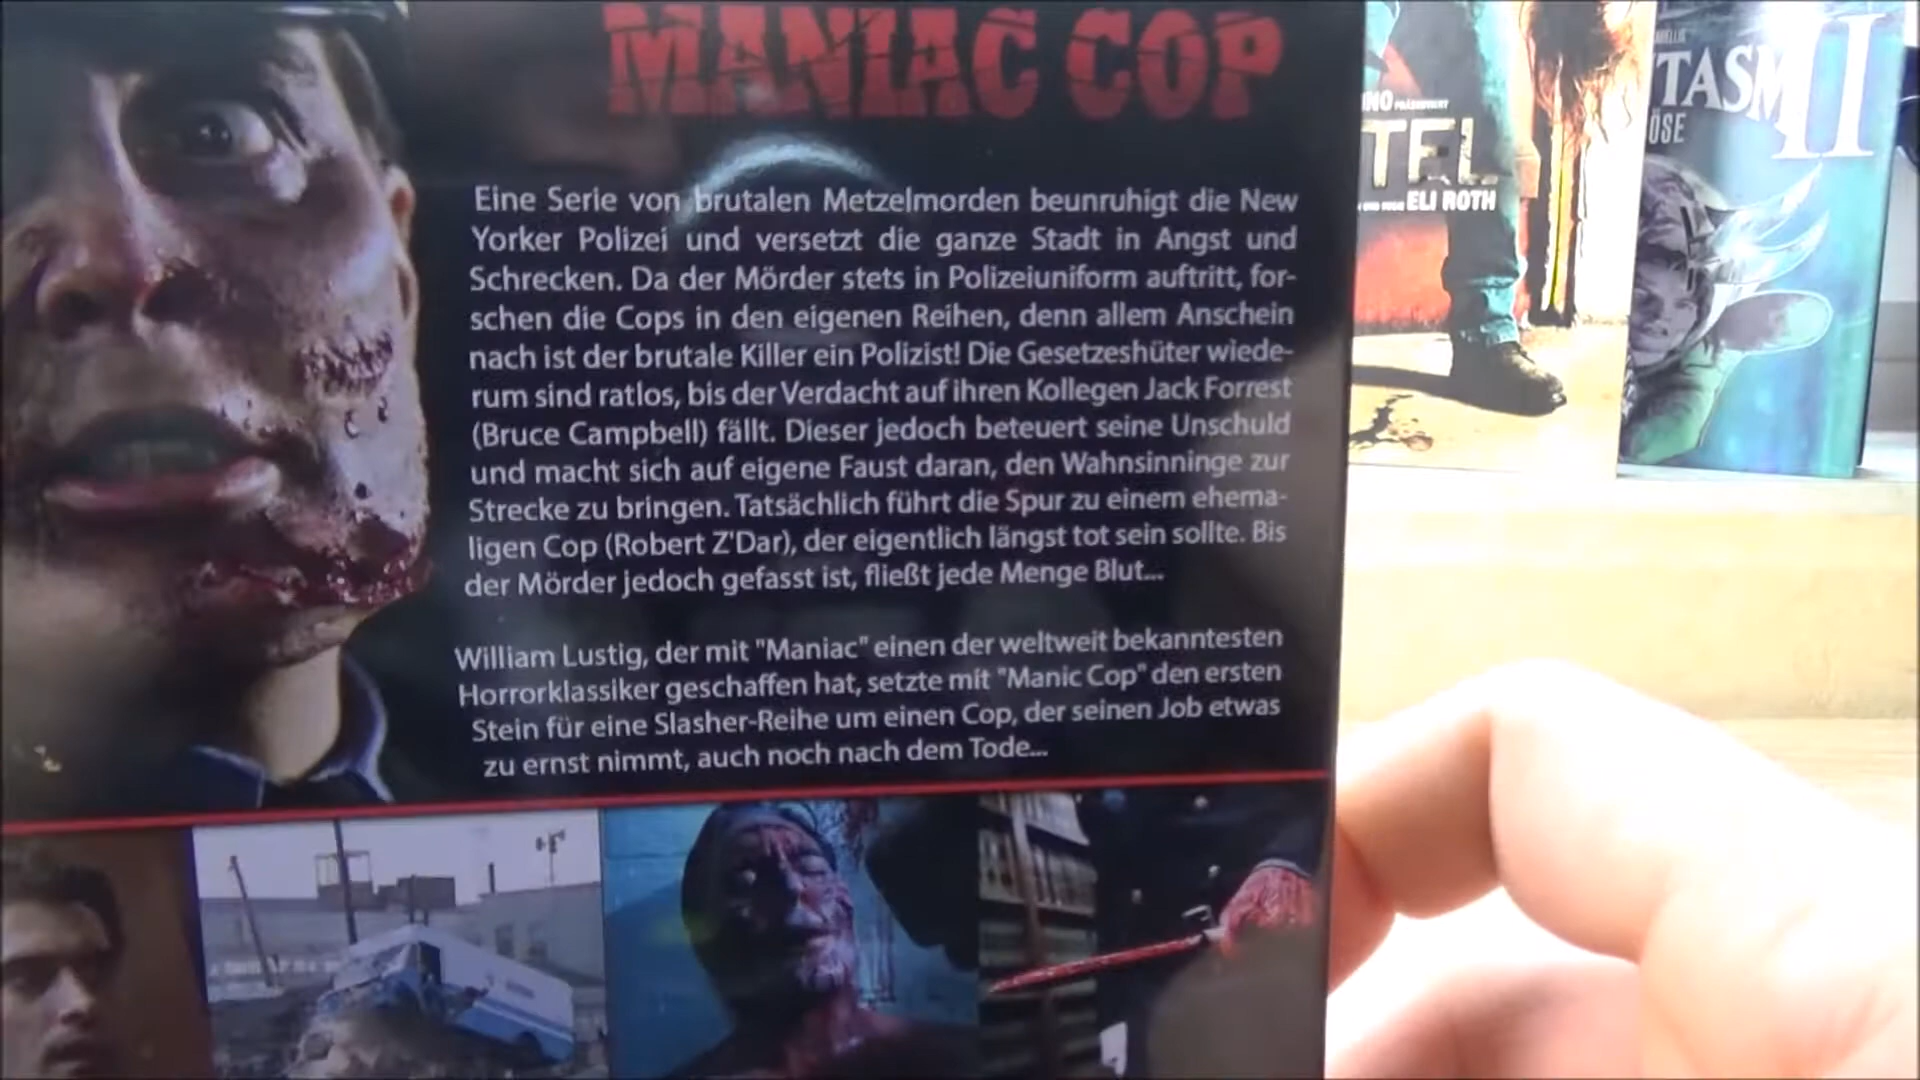 MANIAC COP
Eine Serie von brutalen Metzelmorden beunruhigt die New
Yorker Polizei und versetzt die ganze Stadt in Angst und
Schrecken. Da der Mörder stets in Polizeiuniform auftritt, for-
schen die Cops in den eigenen Reihen, denn allem Anschein
nach ist der brutale Killer ein Polizist! Die Gesetzeshüter wiede-
rum sind ratlos, bis der Verdacht auf ihren Kollegen Jack Forrest
(Bruce Campbell) fällt. Dieser jedoch beteuert seine Unschuld
und macht sich auf eigene Faust daran, den Wahnsinninge zur
Strecke zu bringen. Tatsächlich führt die Spur zu einem ehema-
ligen Cop (Robert Z'Dar), der eigentlich längst tot sein sollte. Bis
der Mörder jedoch gefasst ist, fließt jede Menge Blut...
William Lustig, der mit "Maniac" einen der weltweit bekanntesten
Horrorklassiker geschaffen hat, setzte mit "Manic Cop" den ersten
Stein für eine Slasher-Reihe um einen Cop, der seinen Job etwas
zu ernst nimmt, auch noch nach dem Tode...
INO PRÄSENTIERT
TEL
ELI ROTH
TASM II
ÖSE